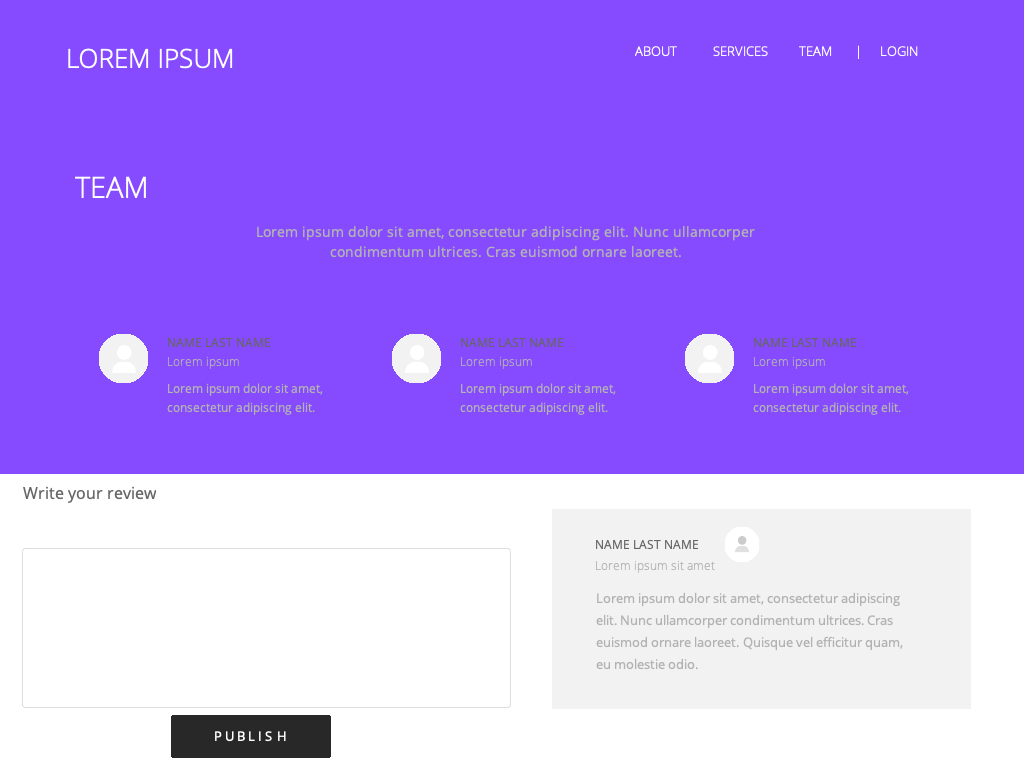 LOREM IPSUM
ABOUT SERVICES TEAM | LOGIN
TEAM
Lorem ipsum dolor sit amet, consectetur adipiscing elit. Nunc ullamcorper
condimentum ultrices. Cras euismod ornare laoreet.
NAME LAST NAME
Lorem ipsum
Lorem ipsum dolor sit amet,
consectetur adipiscing elit.
NAME LAST NAME
Lorem ipsum
Lorem ipsum dolor sit amet,
consectetur adipiscing elit.
NAME LAST NAME
Lorem ipsum
Lorem ipsum dolor sit amet,
consectetur adipiscing elit.
Write your review
PUBLISH
NAME LAST NAME
Lorem ipsum sit amet
Lorem ipsum dolor sit amet, consectetur adipiscing
elit. Nunc ullamcorper condimentum ultrices. Cras
euismod ornare laoreet. Quisque vel efficitur quam,
eu molestie odio.